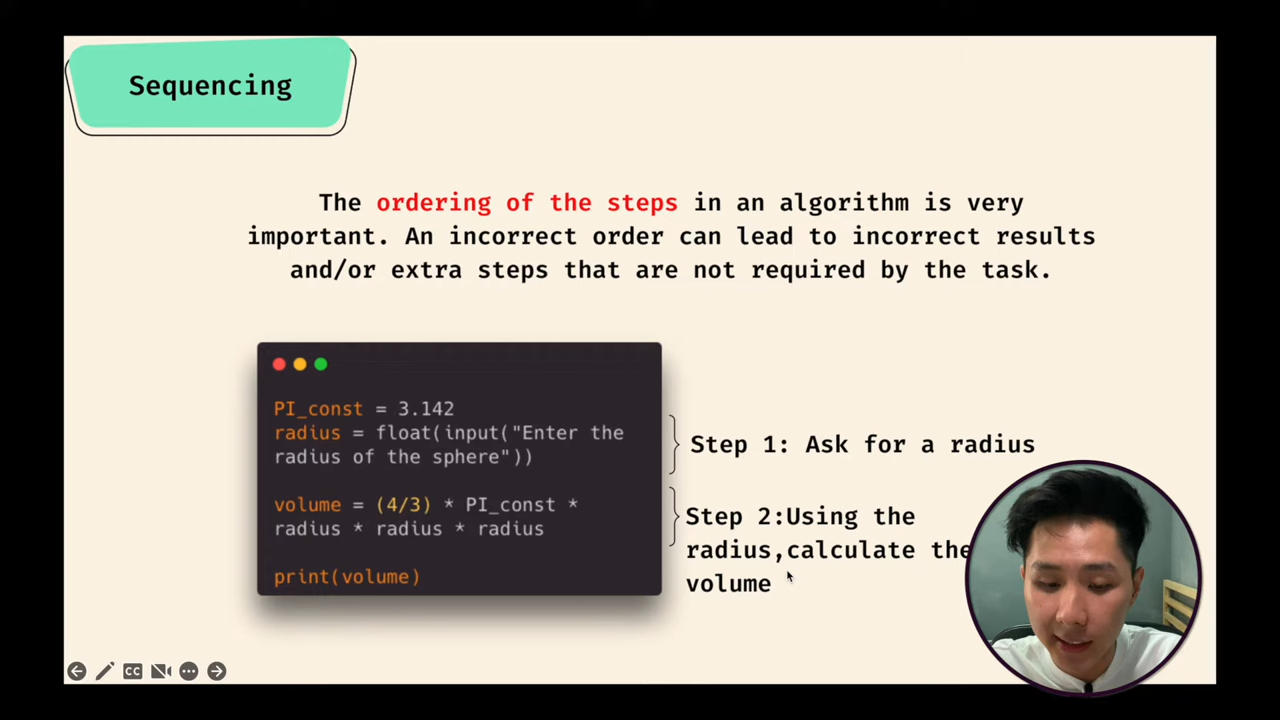 Sequencing
The ordering of the steps in an algorithm is very
important. An incorrect order can lead to incorrect results
and/or extra steps that are not required by the task.
PI_const = 3.142
radius = float(input("Enter the
radius of the sphere"))
volume = (4/3) * PI_const *
radius * radius * radius
print(volume)
Step 1: Ask for a radius
Step 2:Using the
radius,calculate the
volume
CC